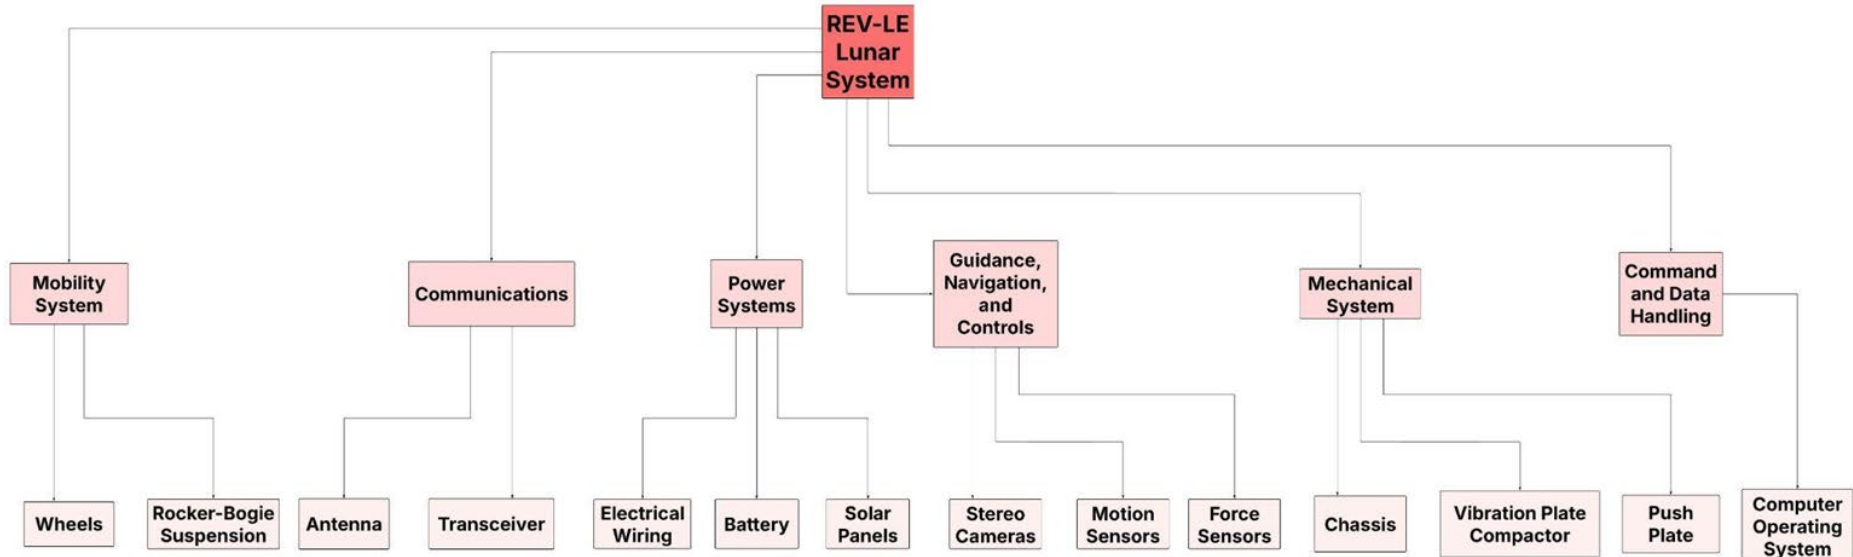 REV-LE
Lunar
System
Mobility
System
Communications
Power
Systems
Guidance,
Navigation,
and
Controls
Mechanical
System
Command
and Data
Handling
Wheels
Rocker-Bogie
Suspension
Antenna
Transceiver
Electrical
Wiring
Battery
Solar
Panels
Stereo
Cameras
Motion
Sensors
Force
Sensors
Chassis
Vibration Plate
Compactor
Push
Plate
Computer
Operating
System